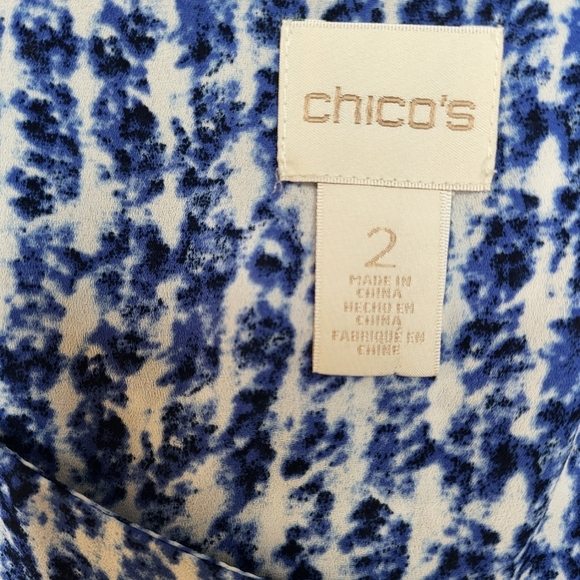 chico's
2
MADE IN
CHINA
HECHO EN
CHINA
FABRIQUÉ EN
CHINE